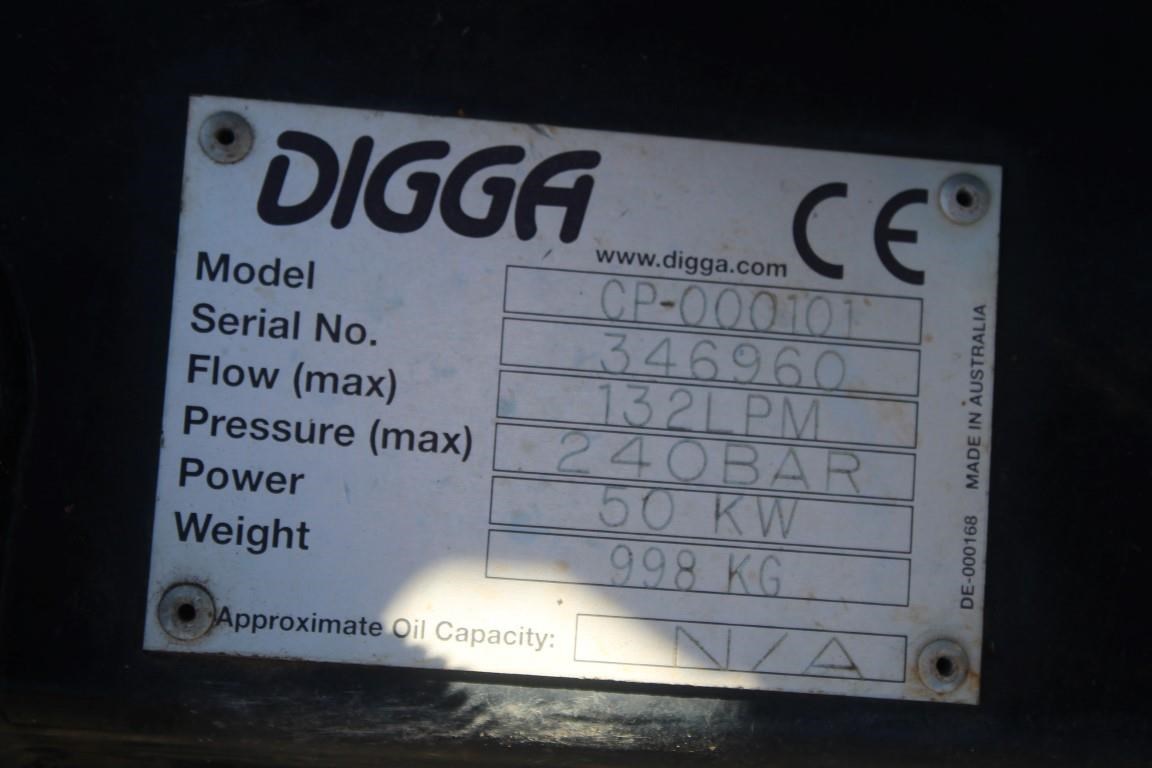 DIGGA
CE
www.digga.com
Model CP-000101
Serial No. 346960
Flow (max) 132LPM
Pressure (max) 240BAR
Power 50 KW
Weight 998 KG
Approximate Oil Capacity: N/A
DE-000168 MADE IN AUSTRALIA